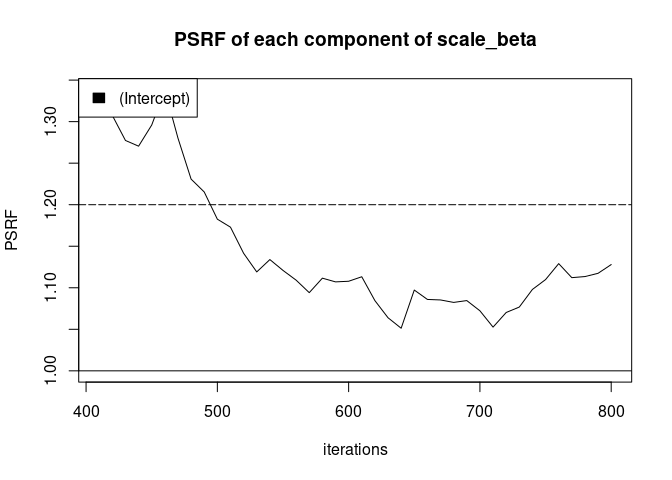 PSRF of each component of scale_beta
(Intercept)
PSRF
1.30
1.20
1.10
1.00
400 500 600 700 800
iterations